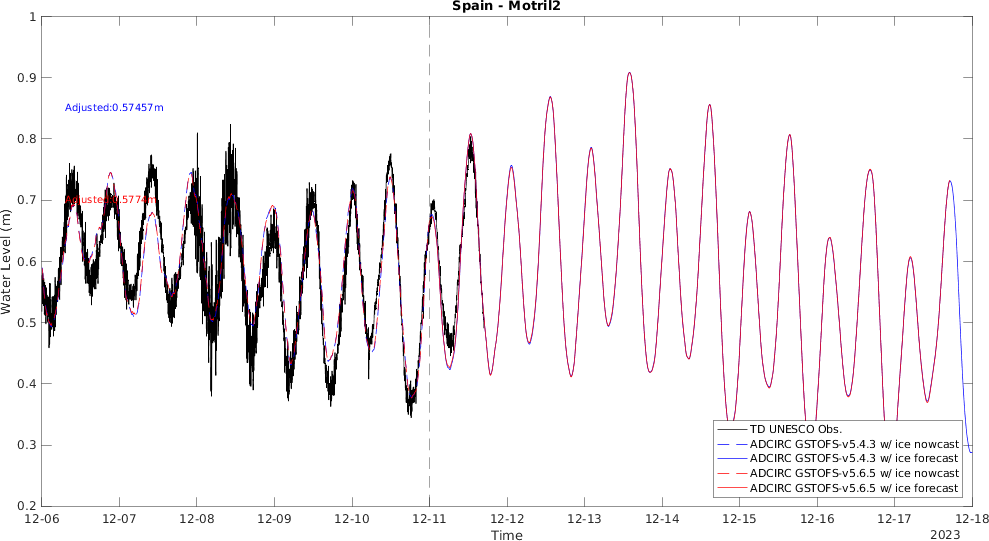 Spain - Motril2
1
0.9
0.8
0.7
0.6
0.5
0.4
0.3
0.2
Water Level (m)
Adjusted:0.57457m
Adjusted:0.5774m
TD UNESCO Obs.
ADCIRC GSTOFS-v5.4.3 w/ ice nowcast
ADCIRC GSTOFS-v5.4.3 w/ ice forecast
ADCIRC GSTOFS-v5.6.5 w/ ice nowcast
ADCIRC GSTOFS-v5.6.5 w/ ice forecast
12-06 12-07 12-08 12-09 12-10 12-11 12-12 12-13 12-14 12-15 12-16 12-17 12-18
Time
2023